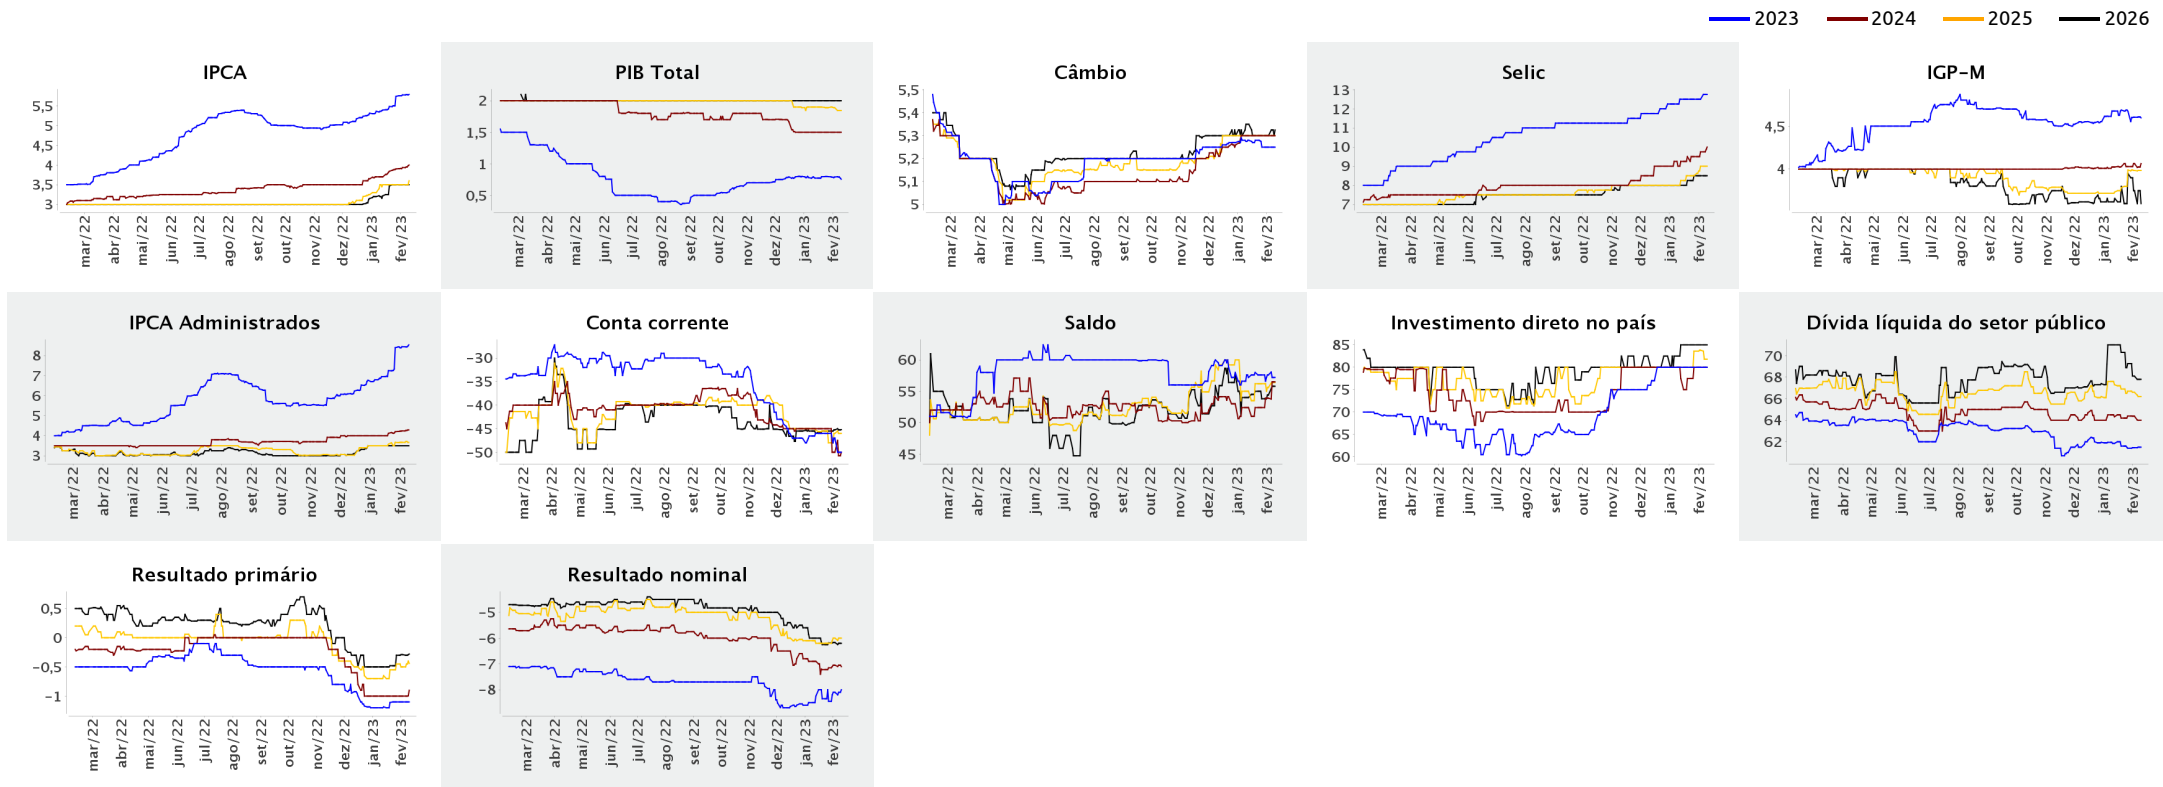 2023 2024 2025 2026
IPCA
5,5
5
4,5
4
3,5
3
mar/22 abr/22 mai/22 jun/22 jul/22 ago/22 set/22 out/22 nov/22 dez/22 jan/23 fev/23
PIB Total
2
1,5
1
0,5
mar/22 abr/22 mai/22 jun/22 jul/22 ago/22 set/22 out/22 nov/22 dez/22 jan/23 fev/23
Câmbio
5,5
5,4
5,3
5,2
5,1
5
mar/22 abr/22 mai/22 jun/22 jul/22 ago/22 set/22 out/22 nov/22 dez/22 jan/23 fev/23
Selic
13
12
11
10
9
8
7
mar/22 abr/22 mai/22 jun/22 jul/22 ago/22 set/22 out/22 nov/22 dez/22 jan/23 fev/23
IGP-M
4,5
4
mar/22 abr/22 mai/22 jun/22 jul/22 ago/22 set/22 out/22 nov/22 dez/22 jan/23 fev/23
IPCA Administrados
8
7
6
5
4
3
mar/22 abr/22 mai/22 jun/22 jul/22 ago/22 set/22 out/22 nov/22 dez/22 jan/23 fev/23
Conta corrente
-30
-35
-40
-45
-50
mar/22 abr/22 mai/22 jun/22 jul/22 ago/22 set/22 out/22 nov/22 dez/22 jan/23 fev/23
Saldo
60
55
50
45
mar/22 abr/22 mai/22 jun/22 jul/22 ago/22 set/22 out/22 nov/22 dez/22 jan/23 fev/23
Investimento direto no país
85
80
75
70
65
60
mar/22 abr/22 mai/22 jun/22 jul/22 ago/22 set/22 out/22 nov/22 dez/22 jan/23 fev/23
Dívida líquida do setor público
70
68
66
64
62
mar/22 abr/22 mai/22 jun/22 jul/22 ago/22 set/22 out/22 nov/22 dez/22 jan/23 fev/23
Resultado primário
0,5
0
-0,5
-1
mar/22 abr/22 mai/22 jun/22 jul/22 ago/22 set/22 out/22 nov/22 dez/22 jan/23 fev/23
Resultado nominal
-5
-6
-7
-8
mar/22 abr/22 mai/22 jun/22 jul/22 ago/22 set/22 out/22 nov/22 dez/22 jan/23 fev/23